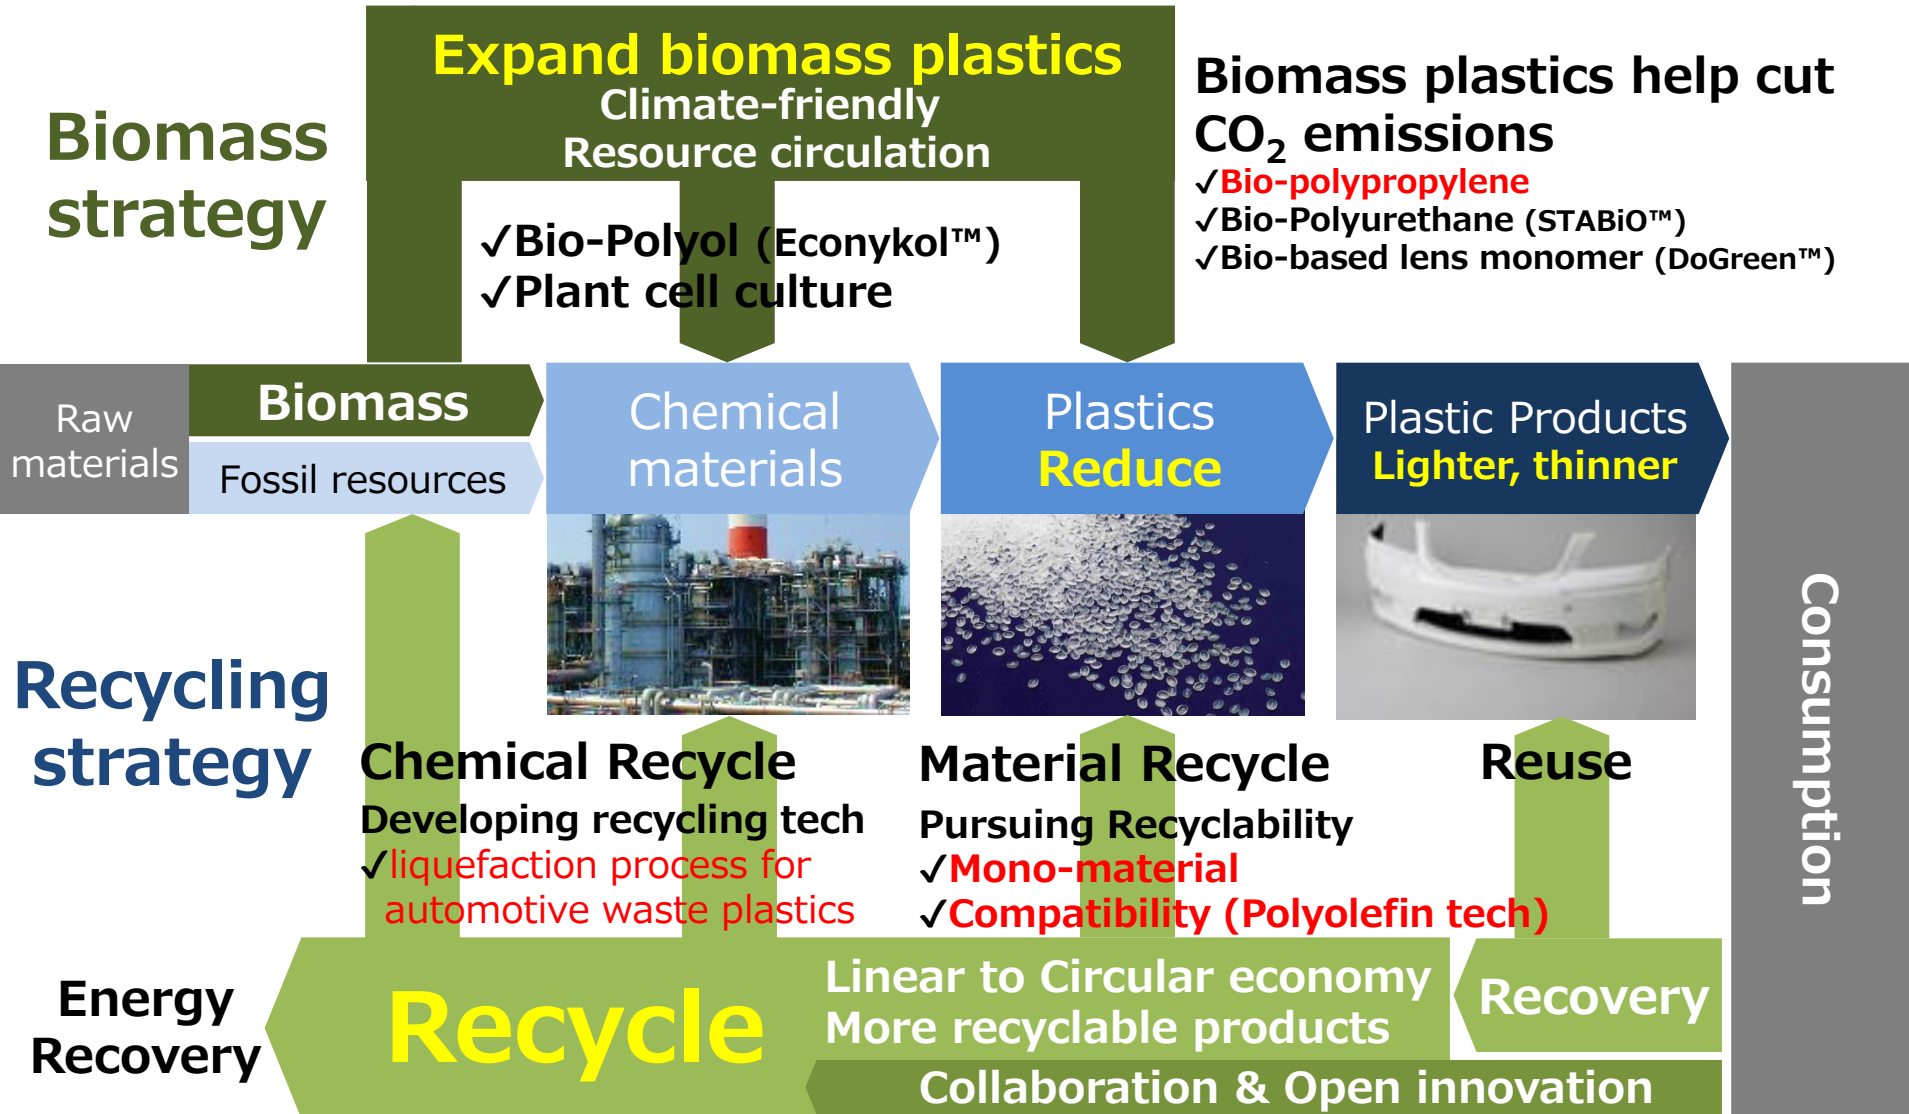 Biomass
strategy
Expand biomass plastics
Climate-friendly
Resource circulation
✓Bio-Polyol (Econykol™)
✓Plant cell culture
Biomass plastics help cut
CO₂ emissions
✓Bio-polypropylene
✓Bio-Polyurethane (STABiO™)
✓Bio-based lens monomer (DoGreen™)
Raw
materials
Biomass
Fossil resources
Chemical
materials
Plastics
Reduce
Plastic Products
Lighter, thinner
Consumption
Recycling
strategy
Chemical Recycle
Developing recycling tech
✓liquefaction process for
automotive waste plastics
Material Recycle
Pursuing Recyclability
✓Mono-material
✓Compatibility (Polyolefin tech)
Reuse
Energy
Recovery
Recycle
Linear to Circular economy
More recyclable products
Recovery
Collaboration & Open innovation